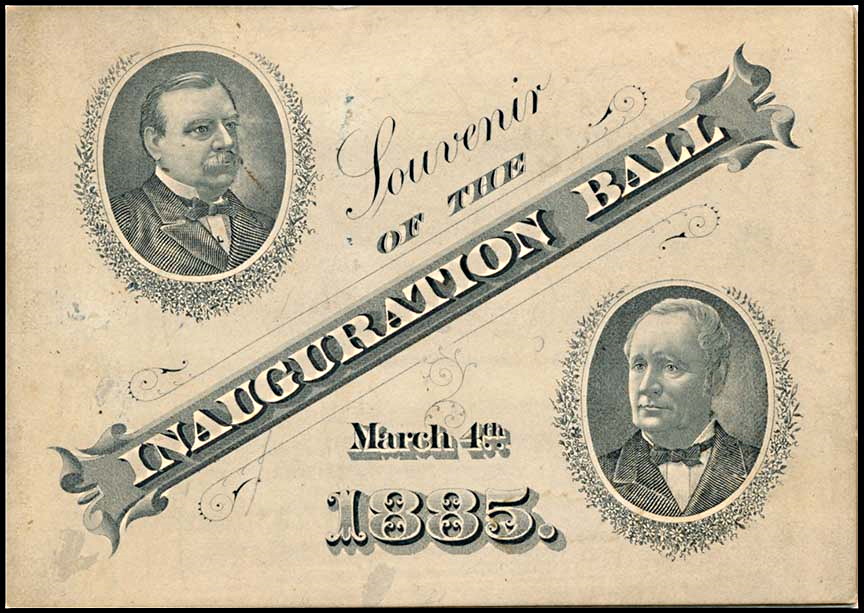 Souvenir
OF THE
INAUGURATION BALL
March 4th
1885.